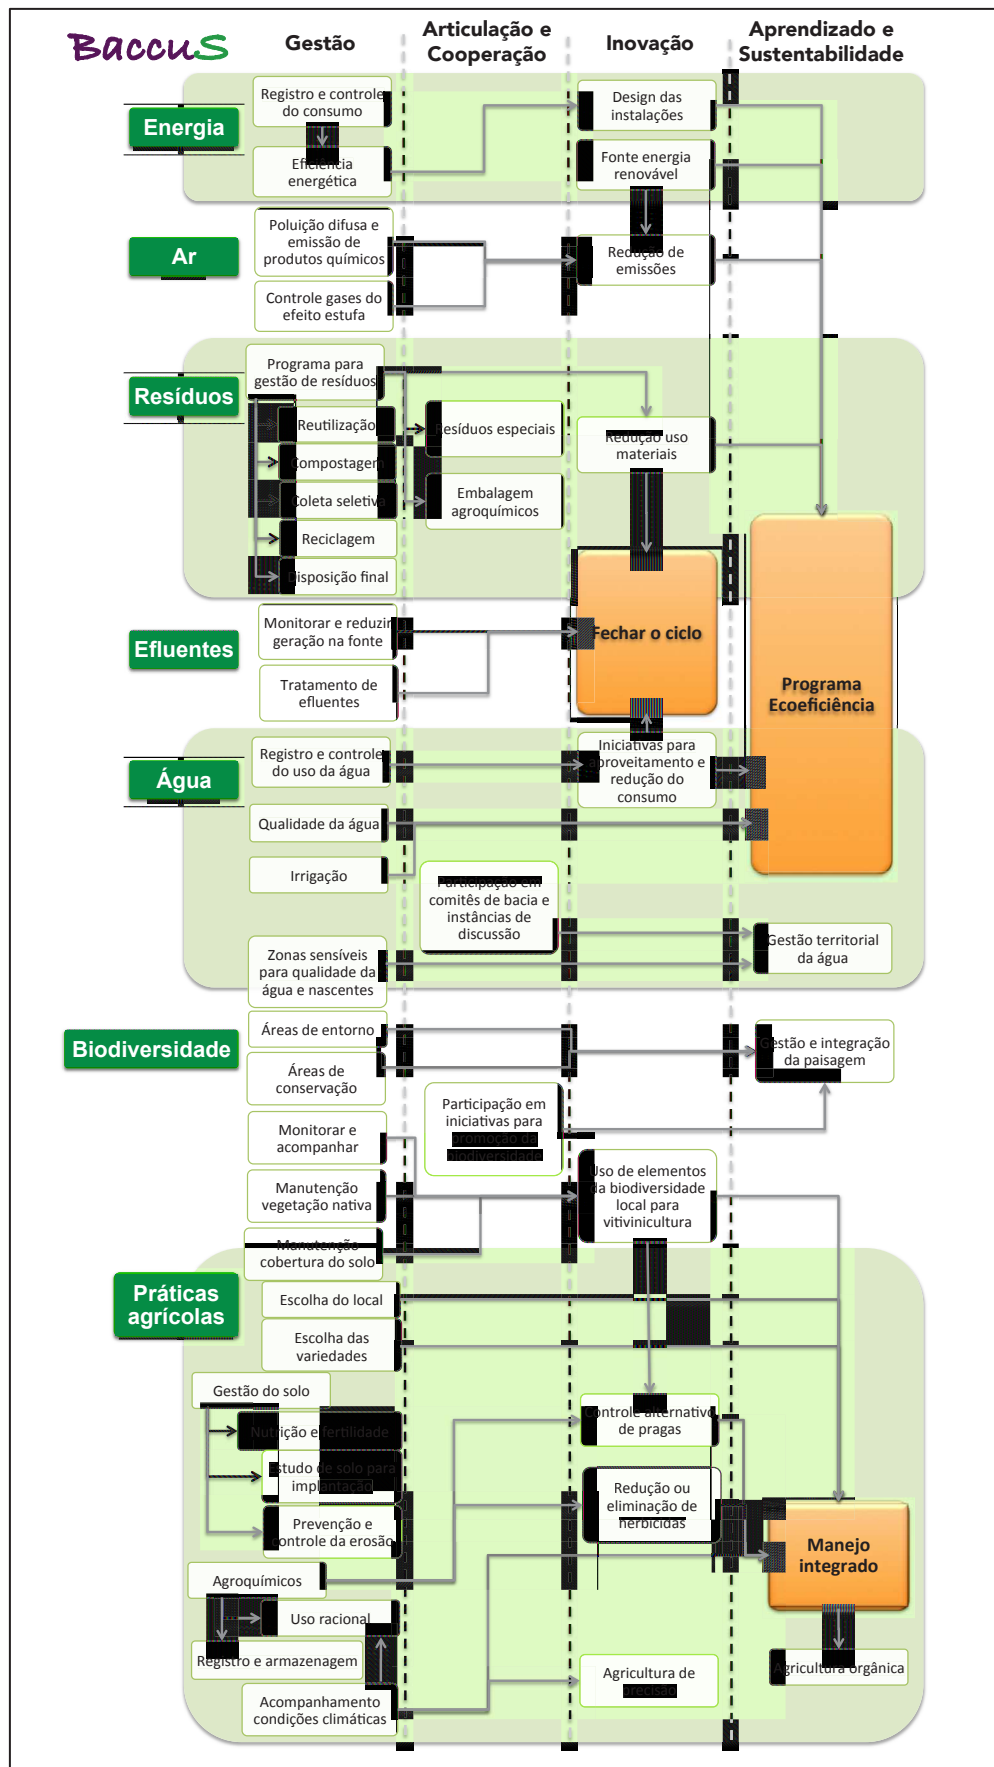 BaccuS
Gestão
Articulação e
Cooperação
Inovação
Aprendizado e
Sustentabilidade
Energia
Registro e controle
do consumo
Eficiência
energética
Design das
instalações
Fonte energia
renovável
Ar
Poluição difusa e
emissão de
produtos químicos
Controle gases do
efeito estufa
Redução de
emissões
Resíduos
Programa para
gestão de resíduos
Reutilização
Compostagem
Coleta seletiva
Reciclagem
Disposição final
Resíduos especiais
Embalagem
agroquímicos
Redução uso
materiais
Fechar o ciclo
Programa
Ecoeficiência
Efluentes
Monitorar e reduzir
geração na fonte
Tratamento de
efluentes
Água
Registro e controle
do uso da água
Iniciativas para
aproveitamento e
redução do
consumo
Qualidade da água
Irrigação
Participação em
comitês de bacia e
instâncias de
discussão
Zonas sensíveis
para qualidade da
água e nascentes
Gestão territorial
da água
Biodiversidade
Áreas de entorno
Áreas de
conservação
Gestão e integração
da paisagem
Participação em
iniciativas para
promoção da
biodiversidade
Monitorar e
acompanhar
Manutenção
vegetação nativa
Manutenção
cobertura do solo
Uso de elementos
da biodiversidade
local para
vitivinicultura
Práticas
agrícolas
Escolha do local
Escolha das
variedades
Gestão do solo
Nutrição e fertilidade
Estudo de solo para
implantação
Prevenção e
controle da erosão
Controle alternativo
de pragas
Redução ou
eliminação de
herbicidas
Manejo
integrado
Agroquímicos
Uso racional
Registro e armazenagem
Acompanhamento
condições climáticas
Agricultura de
precisão
Agricultura orgânica